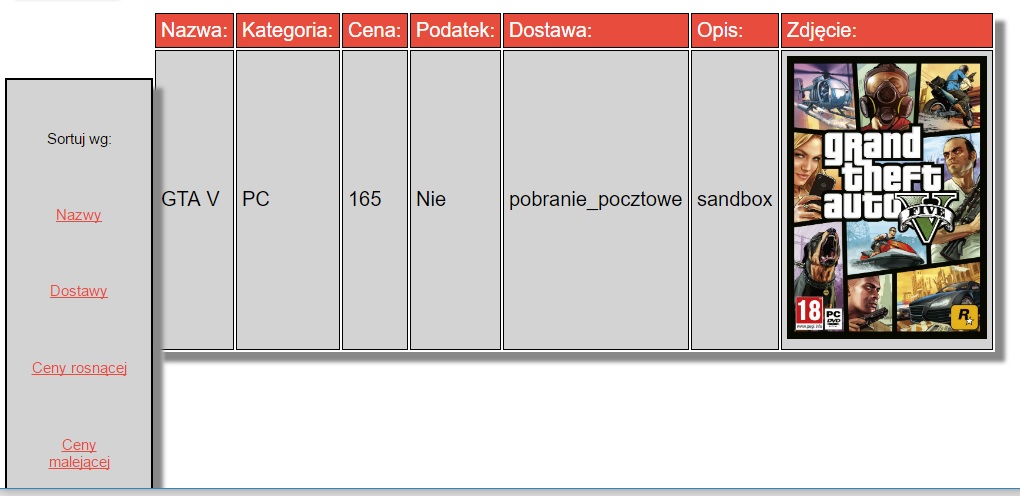 Nazwa: Kategoria: Cena: Podatek: Dostawa: Opis: Zdjęcie:
Sortuj wg:
Nazwy
Dostawy
Ceny rosnącej
Ceny
malejącej
GTA V PC 165 Nie pobranie_pocztowe sandbox
grand
theft
auto V
FIVE
18
PC
DVD
R